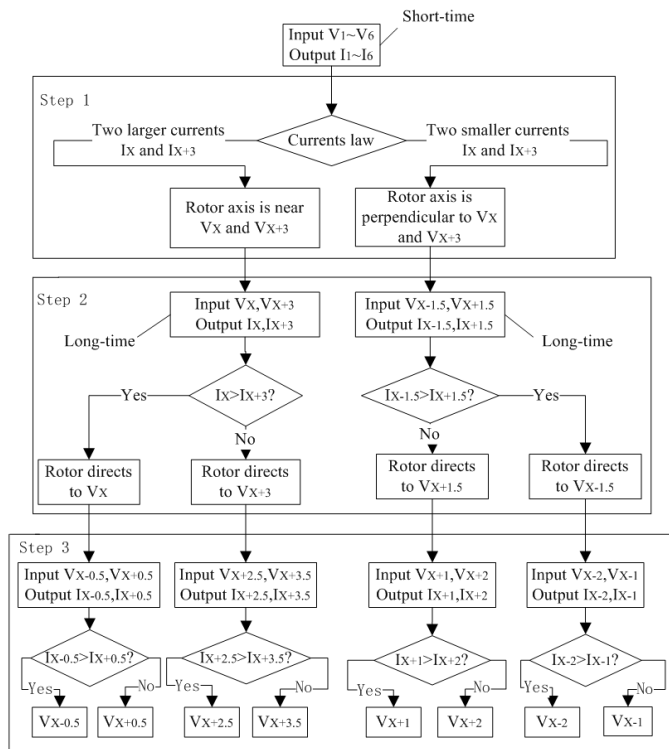 Short-time
Input V1~V6
Output I1~I6
Step 1
Two larger currents
IX and IX+3
Currents law
Two smaller currents
IX and IX+3
Rotor axis is near
VX and VX+3
Rotor axis is
perpendicular to VX
and VX+3
Step 2
Input VX,VX+3
Output IX,IX+3
Input VX-1.5,VX+1.5
Output IX-1.5,IX+1.5
Long-time
Long-time
Yes
IX>IX+3?
IX-1.5>IX+1.5?
Yes
No
No
Rotor directs
to VX
Rotor directs
to VX+3
Rotor directs
to VX+1.5
Rotor directs
to VX-1.5
Step 3
Input VX-0.5,VX+0.5
Output IX-0.5,IX+0.5
Input VX+2.5,VX+3.5
Output IX+2.5,IX+3.5
Input VX+1,VX+2
Output IX+1,IX+2
Input VX-2,VX-1
Output IX-2,IX-1
IX-0.5>IX+0.5?
IX+2.5>IX+3.5?
IX+1>IX+2?
IX-2>IX-1?
Yes
No
Yes
No
Yes
No
Yes
No
VX-0.5
VX+0.5
VX+2.5
VX+3.5
VX+1
VX+2
VX-2
VX-1